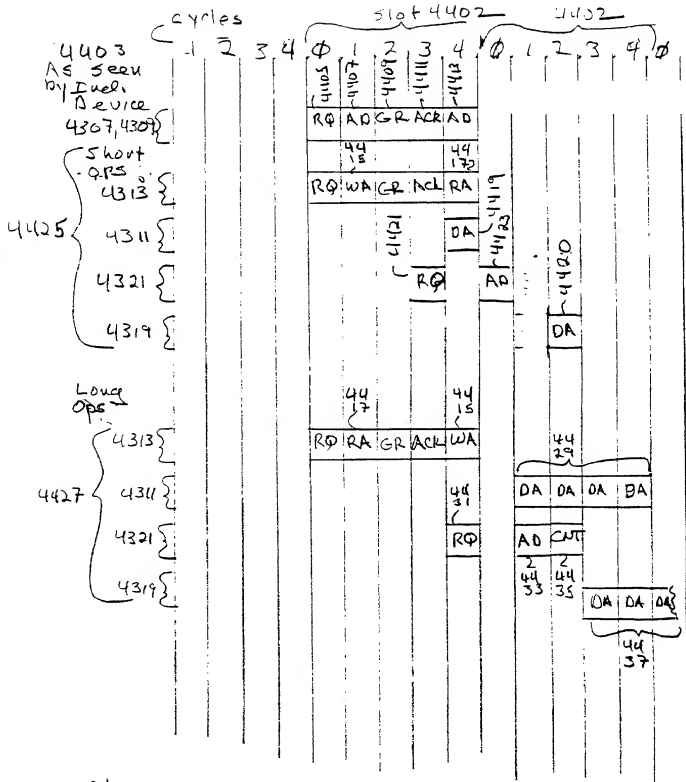 cycles slot 4402 4402
1 2 3 4 Ø 1 2 3 4 Ø 1 2 3 4 Ø
4403
As seen
by Indi.
Device
4405 4407 4409 4411 4413
4307, 4309 RQ AD GR ACK AD
Short
OPS
44
15
44
17
4313 RQ WA GR ACK RA
4425
4311 DA 4419
4421 4423
4321 RQ AD
4420
4319 DA
Long
Ops
44
17
44
15
4313 RQ RA GR ACK WA
44
29
4427
4311 DA DA DA DA
44
31
4321 RQ AD CNT
44
33
44
35
4319 DA DA DA
44
37